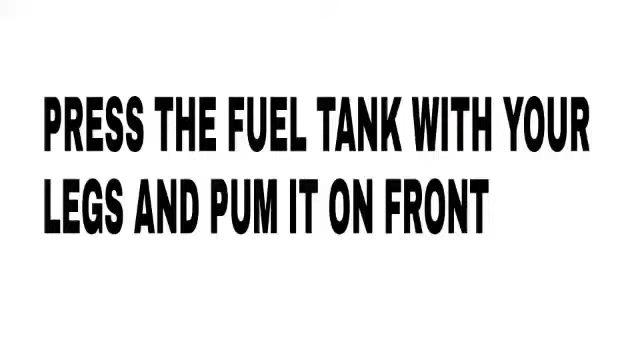 PRESS THE FUEL TANK WITH YOUR
LEGS AND PUM IT ON FRONT